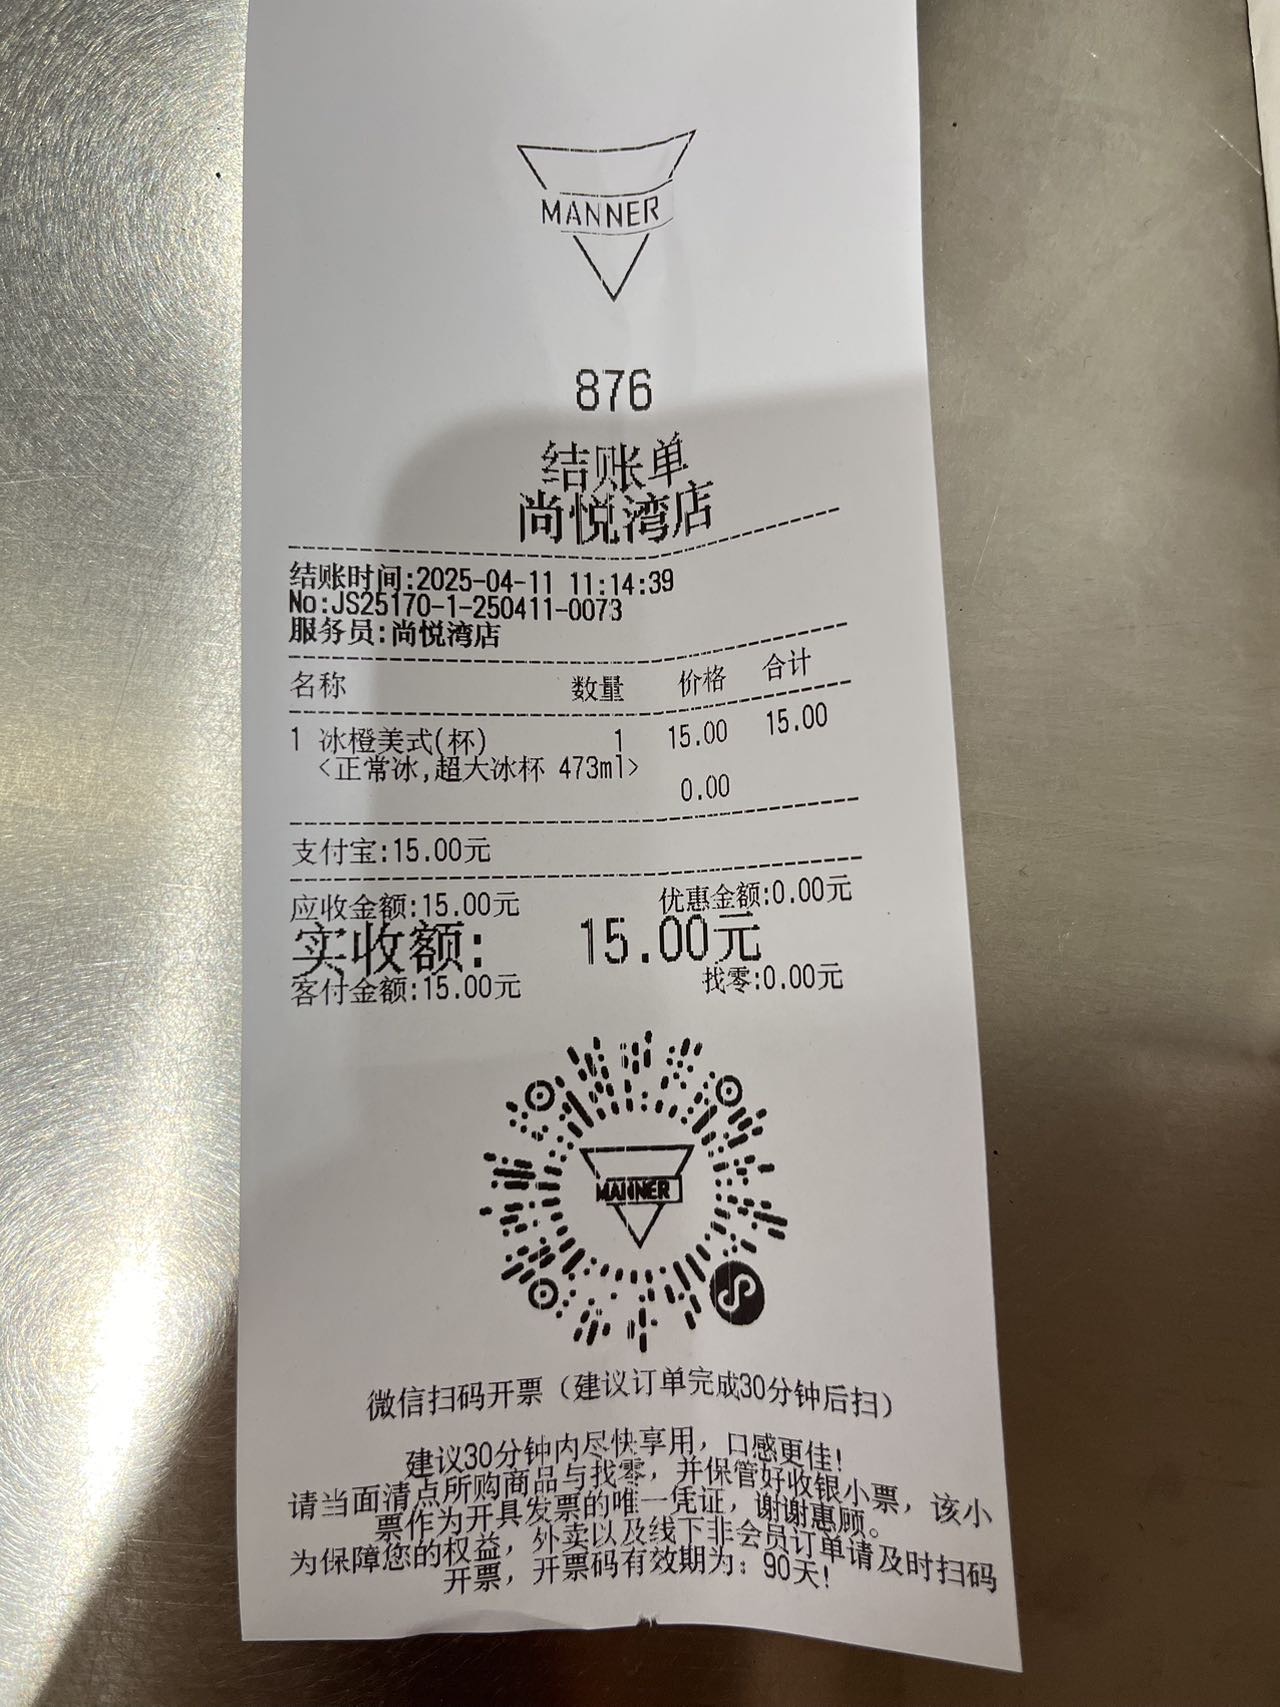 MANNER
876
结账单
尚悦湾店
结账时间:2025-04-11 11:14:39
No:JS25170-1-250411-0073
服务员:尚悦湾店
名称 数量 价格 合计
1 冰橙美式(杯) 1 15.00 15.00
<正常冰,超大冰杯 473ml> 0.00
支付宝:15.00元
应收金额:15.00元 优惠金额:0.00元
实收额: 15.00元
客付金额:15.00元 找零:0.00元
MANNER
微信扫码开票（建议订单完成30分钟后扫）
建议30分钟内尽快享用，口感更佳！
请当面清点所购商品与找零，并保管好收银小票，该小
票作为开具发票的唯一凭证，谢谢惠顾。
为保障您的权益，外卖以及线下非会员订单请及时扫码
开票，开票码有效期为：90天！